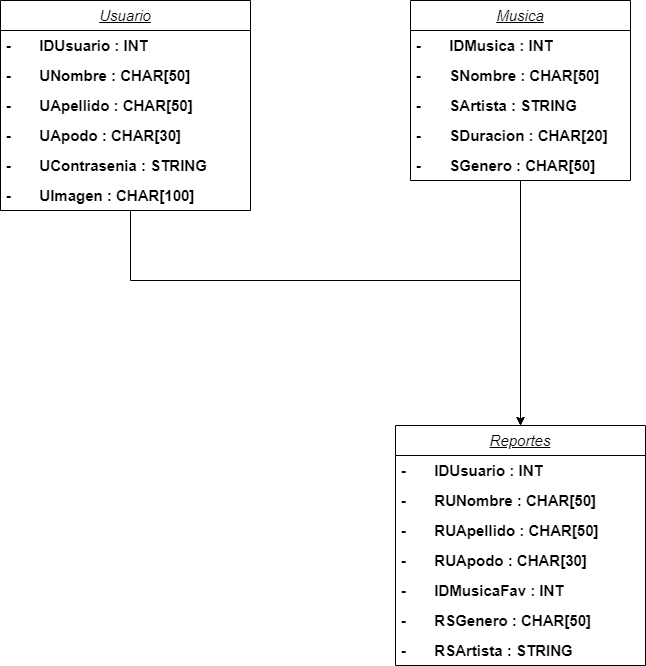 Usuario
- IDUsuario : INT
- UNombre : CHAR[50]
- UApellido : CHAR[50]
- UApodo : CHAR[30]
- UContrasenia : STRING
- UImagen : CHAR[100]
Musica
- IDMusica : INT
- SNombre : CHAR[50]
- SArtista : STRING
- SDuracion : CHAR[20]
- SGenero : CHAR[50]
Reportes
- IDUsuario : INT
- RUNombre : CHAR[50]
- RUApellido : CHAR[50]
- RUApodo : CHAR[30]
- IDMusicaFav : INT
- RSGenero : CHAR[50]
- RSArtista : STRING